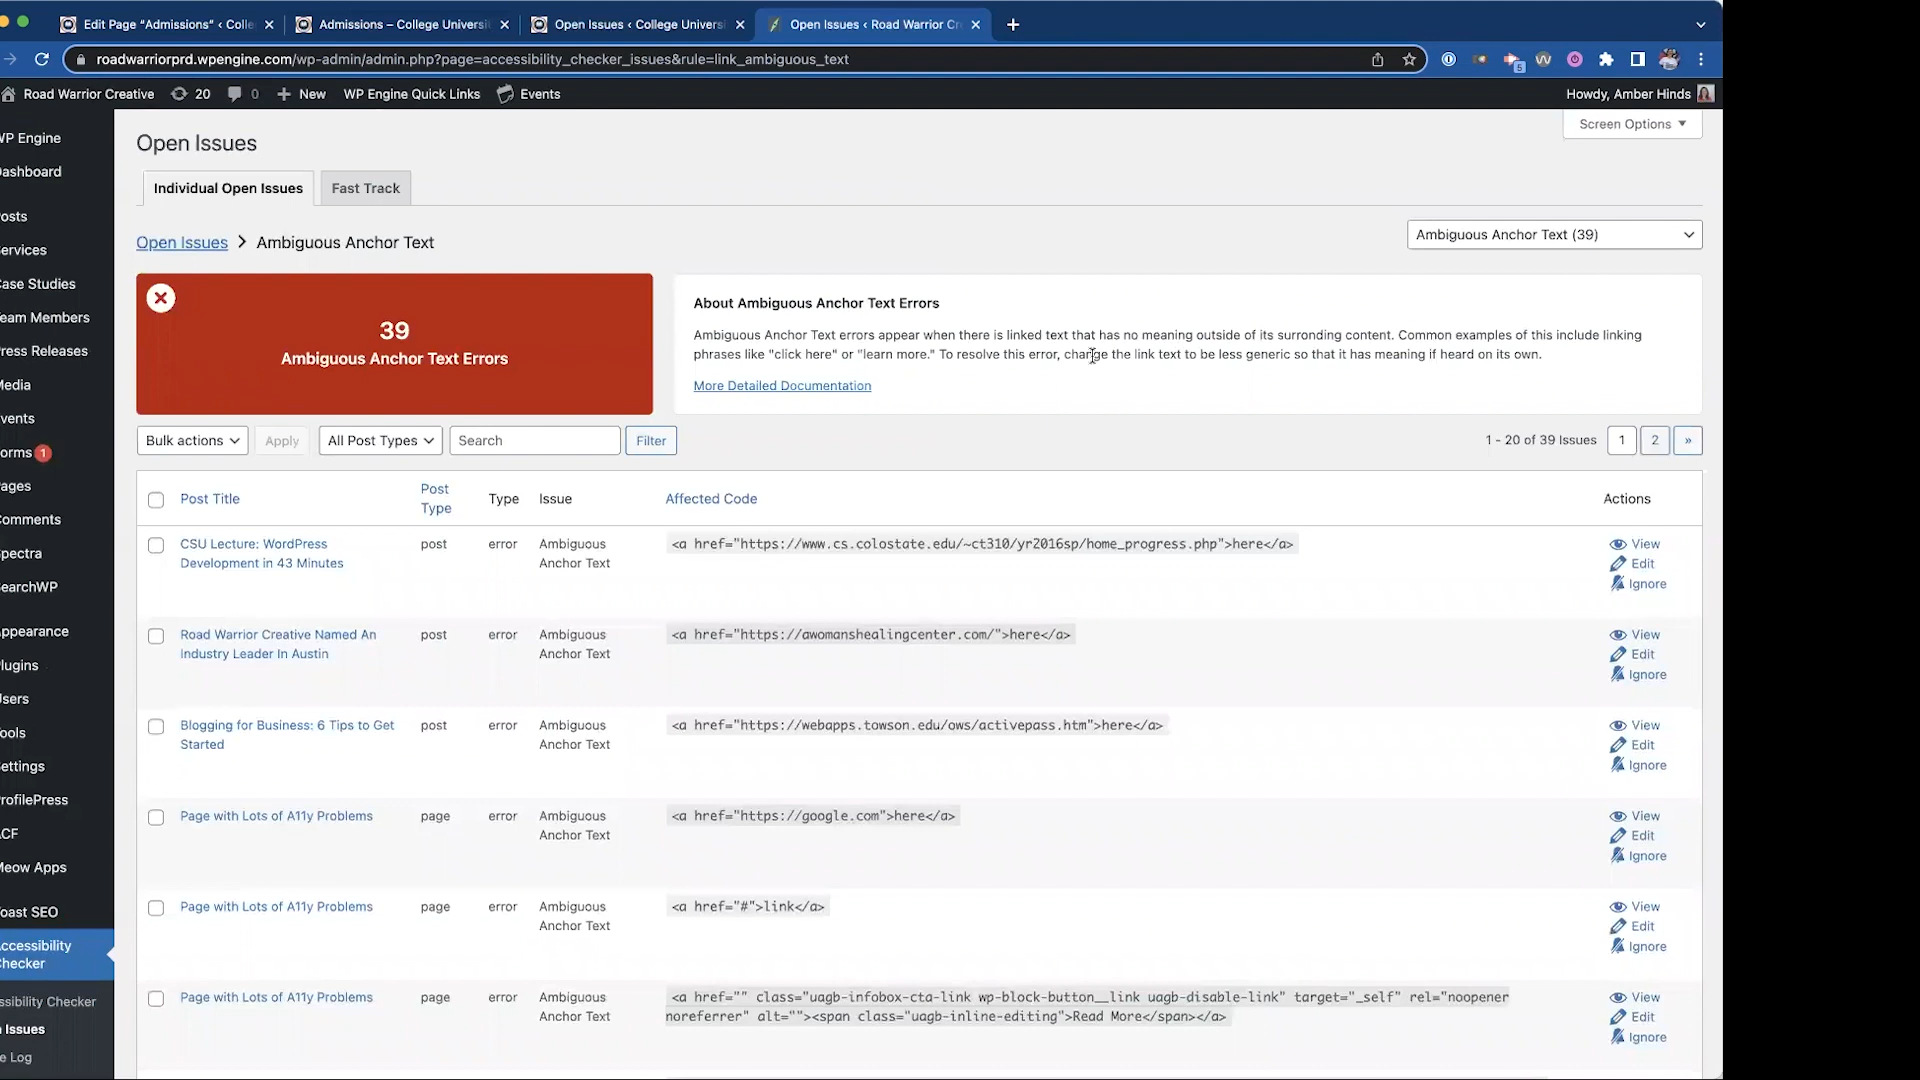 Edit Page “Admissions” ‹ Colle
Admissions – College Universi
Open Issues ‹ College Univers
Open Issues ‹ Road Warrior Cr
roadwarriorprd.wpengine.com/wp-admin/admin.php?page=accessibility_checker_issues&rule=link_ambiguous_text
5
Road Warrior Creative 20 0 New WP Engine Quick Links Events Howdy, Amber Hinds
WP Engine
Dashboard
osts
ervices
Case Studies
eam Members
ress Releases
Media
vents
orms 1
ages
omments
pectra
earchWP
ppearance
lugins
sers
ools
ettings
rofilePress
CF
Meow Apps
oast SEO
ccessibility
hecker
ssibility Checker
n Issues
e Log
Screen Options
Open Issues
Individual Open Issues Fast Track
Open Issues > Ambiguous Anchor Text
Ambiguous Anchor Text (39)
39
Ambiguous Anchor Text Errors
About Ambiguous Anchor Text Errors
Ambiguous Anchor Text errors appear when there is linked text that has no meaning outside of its surronding content. Common examples of this include linking
phrases like "click here" or "learn more." To resolve this error, change the link text to be less generic so that it has meaning if heard on its own.
More Detailed Documentation
Bulk actions Apply All Post Types Search Filter 1 - 20 of 39 Issues 1 2 »
Post Title Post Type Type Issue Affected Code Actions
CSU Lecture: WordPress
Development in 43 Minutes
post
error
Ambiguous
Anchor Text
<a href="https://www.cs.colostate.edu/~ct310/yr2016sp/home_progress.php">here</a>
View
Edit
Ignore
Road Warrior Creative Named An
Industry Leader In Austin
post
error
Ambiguous
Anchor Text
<a href="https://awomanshealingcenter.com/">here</a>
View
Edit
Ignore
Blogging for Business: 6 Tips to Get
Started
post
error
Ambiguous
Anchor Text
<a href="https://webapps.towson.edu/ows/activepass.htm">here</a>
View
Edit
Ignore
Page with Lots of A11y Problems
page
error
Ambiguous
Anchor Text
<a href="https://google.com">here</a>
View
Edit
Ignore
Page with Lots of A11y Problems
page
error
Ambiguous
Anchor Text
<a href="#">link</a>
View
Edit
Ignore
Page with Lots of A11y Problems
page
error
Ambiguous
Anchor Text
<a href="" class="uagb-infobox-cta-link wp-block-button__link uagb-disable-link" target="_self" rel="noopener
noreferrer" alt=""><span class="uagb-inline-editing">Read More</span></a>
View
Edit
Ignore